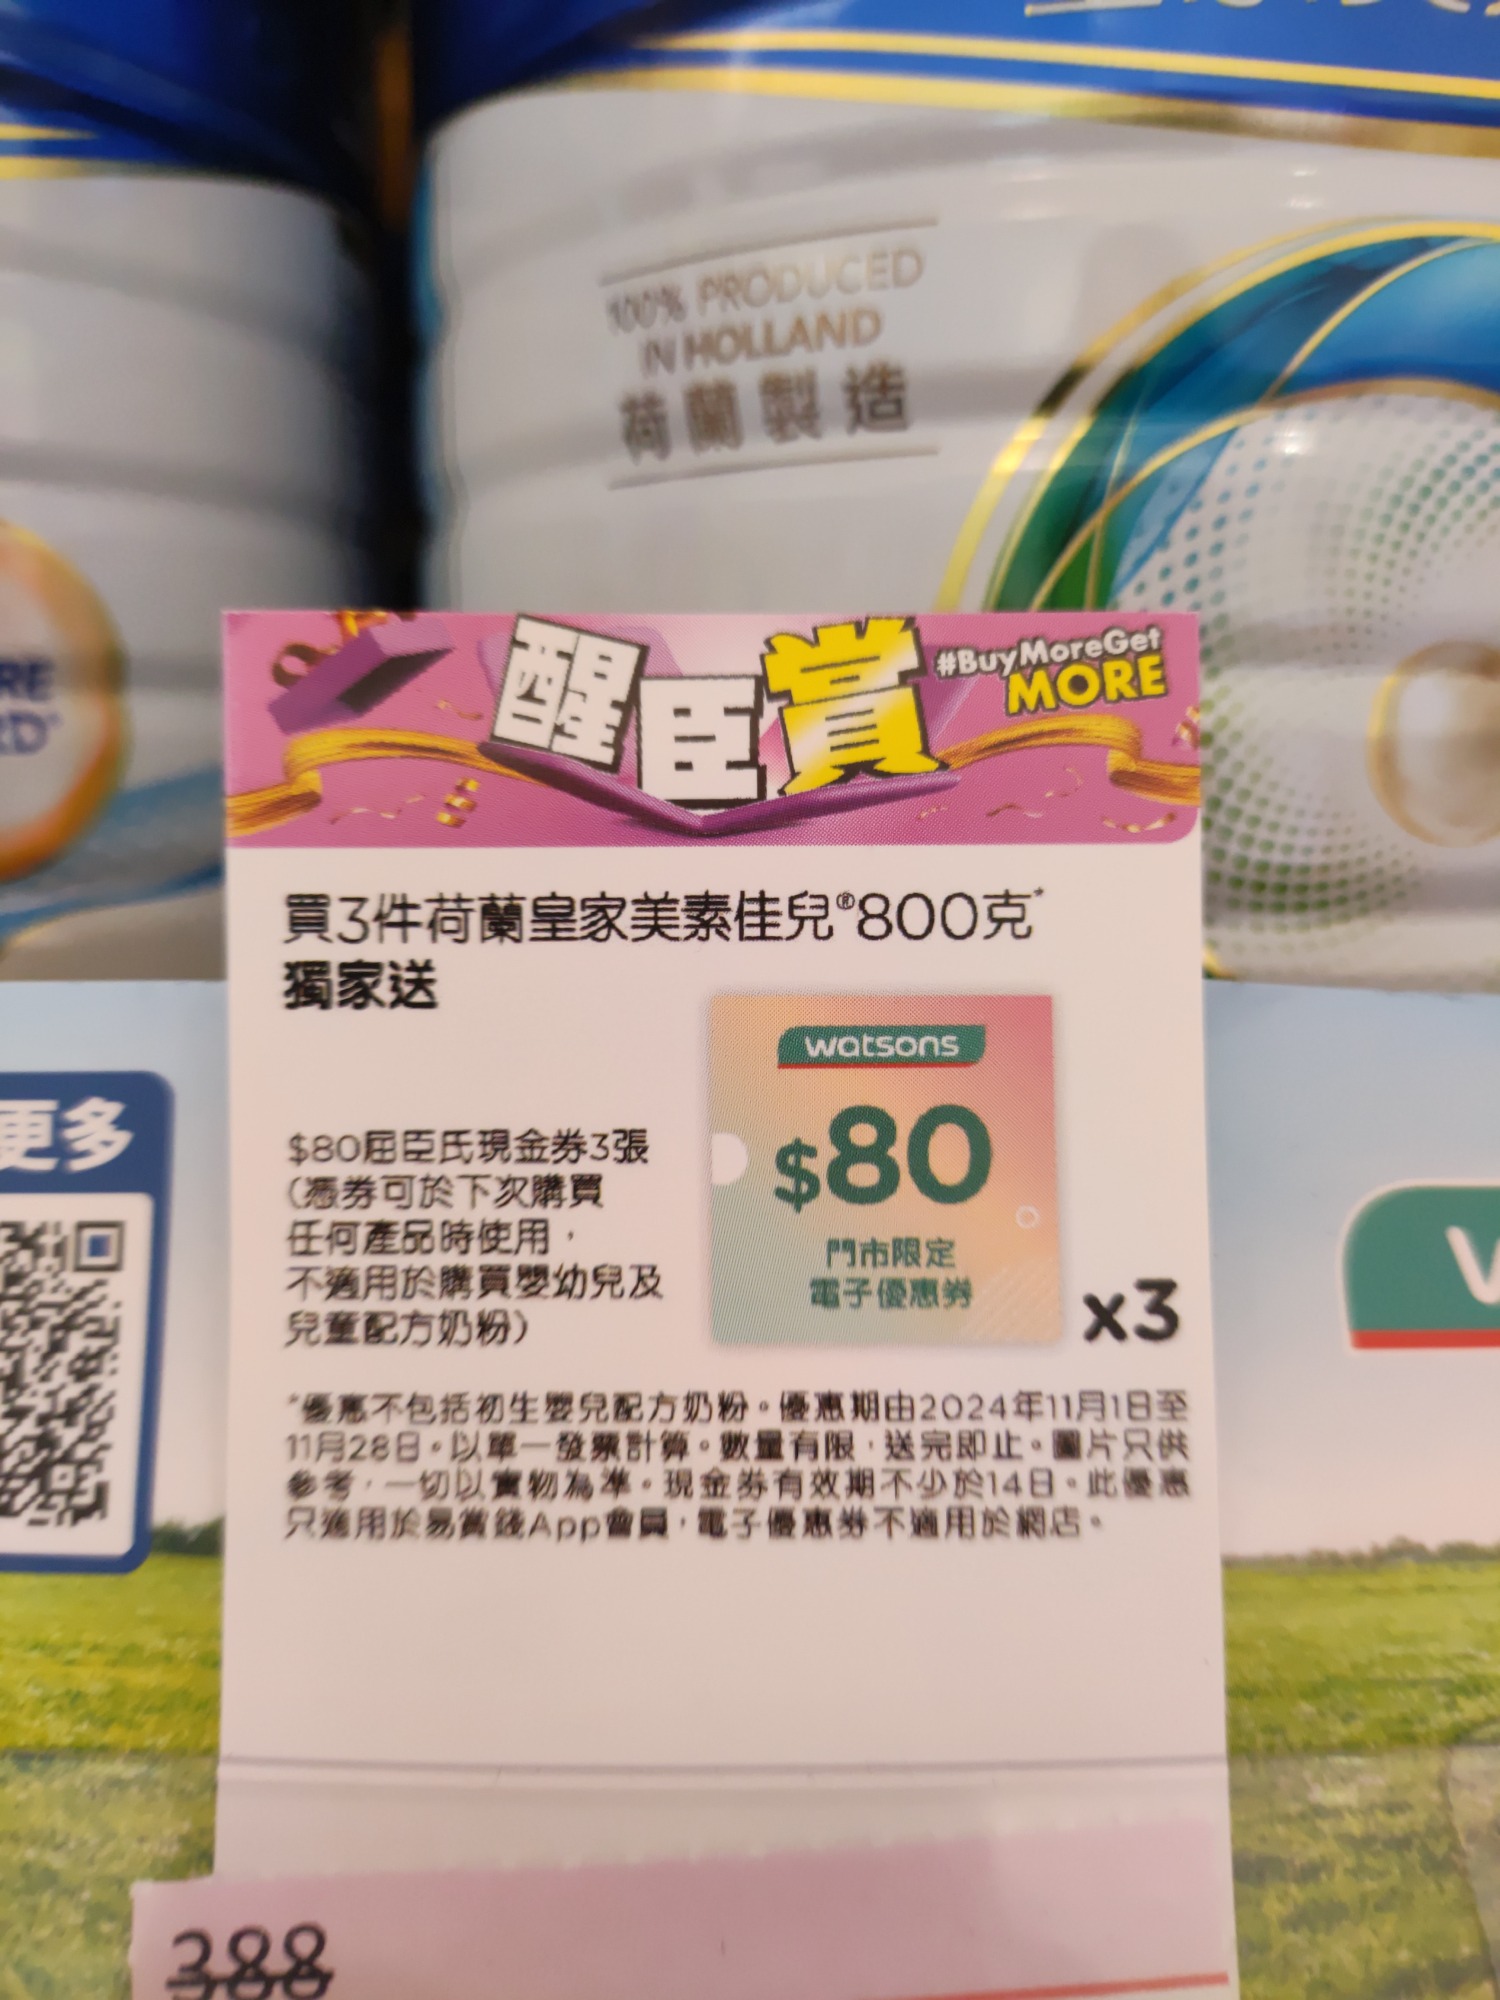 100% PRODUCED
IN HOLLAND
荷蘭製造
RE
RD
醒臣賞
#BuyMoreGet
MORE
買3件荷蘭皇家美素佳兒®800克*
獨家送
watsons
$80
門市限定
電子優惠券
x3
$80屈臣氏現金券3張
(憑券可於下次購買
任何產品時使用，
不適用於購買嬰幼兒及
兒童配方奶粉)
*優惠不包括初生嬰兒配方奶粉。優惠期由2024年11月1日至
11月28日。以單一發票計算。數量有限，送完即止。圖片只供
參考，一切以實物為準。現金券有效期不少於14日。此優惠
只適用於易賞錢App會員，電子優惠券不適用於網店。
更多
388